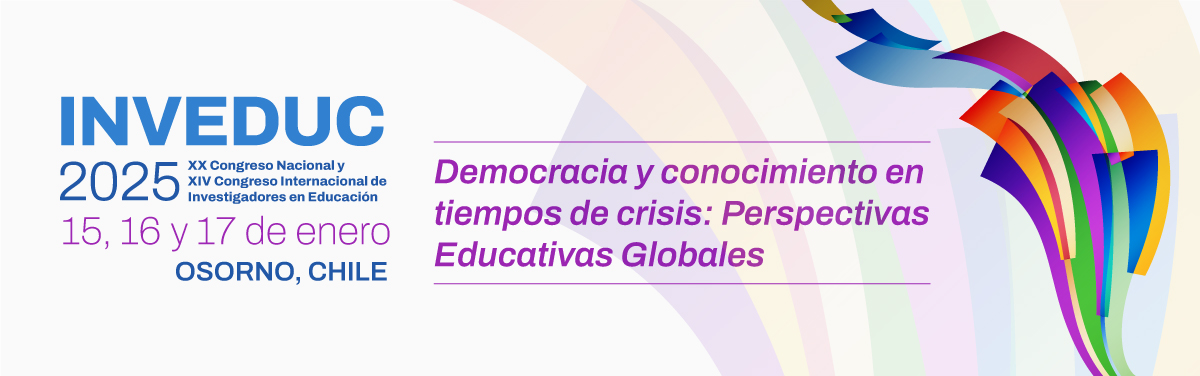 INVEDUC
2025
XX Congreso Nacional y
XIV Congreso Internacional de
Investigadores en Educación
15, 16 y 17 de enero
OSORNO, CHILE
Democracia y conocimiento en
tiempos de crisis: Perspectivas
Educativas Globales